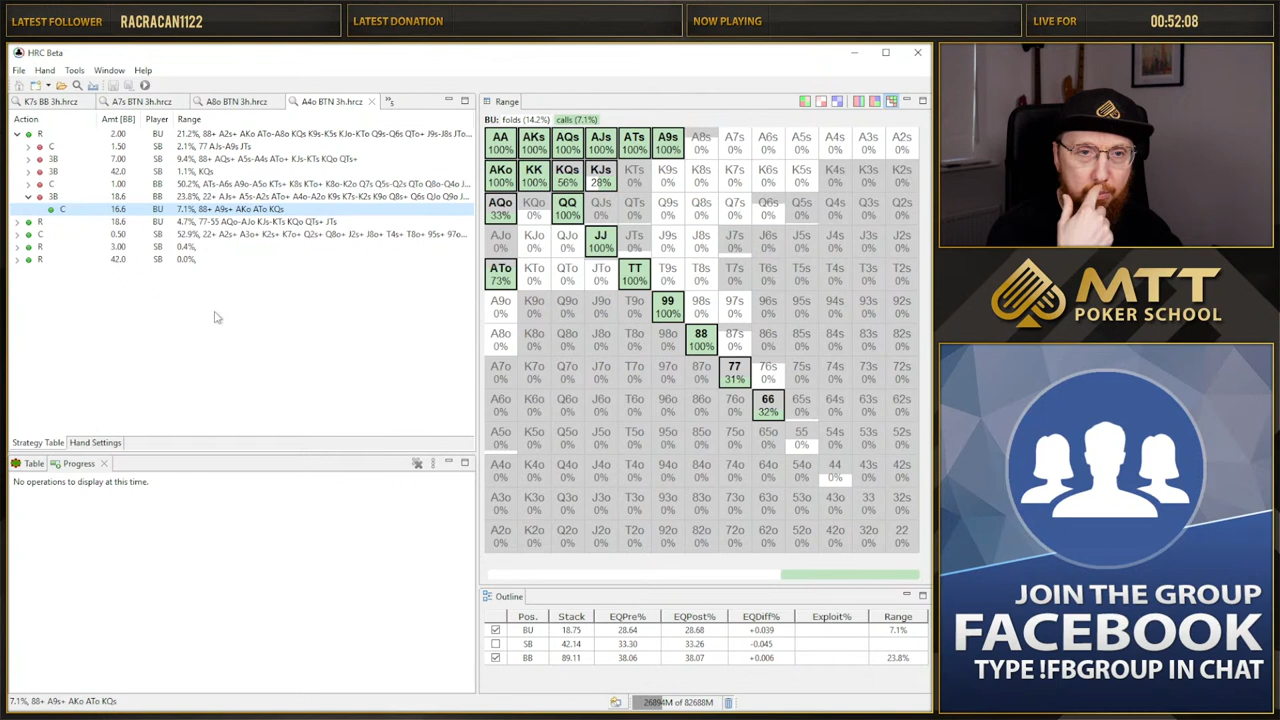 LATEST FOLLOWER RACRACAN1122 LATEST DONATION NOW PLAYING LIVE FOR 00:52:08
HRC Beta
File Hand Tools Window Help
K7s BB 3h.hrcz A7s BTN 3h.hrcz A8o BTN 3h.hrcz A4o BTN 3h.hrcz »5
Action Amt [BB] Player Range
R 2.00 BU 21.2%, 88+ A2s+ AKo ATo-A8o KQs K9s-K5s KJo-KTo Q9s-Q6s QTo+ J9s-J8s JTo...
C 1.50 SB 2.1%, 77 AJs-A9s JTs
3B 7.00 SB 9.4%, 88+ AQs+ A5s-A4s ATo+ KJs-KTs KQo QTs+
3B 42.0 SB 1.1%, KQs
C 1.00 BB 50.2%, ATs-A6s A9o-A5o KTs+ K8s KTo+ K8o-K2o Q7s Q5s-Q2s QTo Q8o-Q4o J...
3B 18.6 BB 23.8%, 22+ AJs+ A5s-A2s ATo+ A4o-A2o K9s K7s-K2s K9o Q8s+ Q6s QJo Q9o J...
C 16.6 BU 7.1%, 88+ A9s+ AKo ATo KQs
R 18.6 BU 4.7%, 77-55 AQo-AJo KJs-KTs KQo QTs+ JTs
C 0.50 SB 52.9%, 22+ A2s+ A3o+ K2s+ K7o+ Q2s+ Q8o+ J2s+ J8o+ T4s+ T8o+ 95s+ 97o...
R 3.00 SB 0.4%,
R 42.0 SB 0.0%,
Strategy Table Hand Settings
Table Progress
No operations to display at this time.
7.1%, 88+ A9s+ AKo ATo KQs
Range
BU: folds (14.2%) calls (7.1%)
AA AKs AQs AJs ATs A9s A8s A7s A6s A5s A4s A3s A2s
100% 100% 100% 100% 100% 100% 0% 0% 0% 0% 0% 0% 0%
AKo KK KQs KJs KTs K9s K8s K7s K6s K5s K4s K3s K2s
100% 100% 56% 28% 0% 0% 0% 0% 0% 0% 0% 0% 0%
AQo KQo QQ QJs QTs Q9s Q8s Q7s Q6s Q5s Q4s Q3s Q2s
33% 0% 100% 0% 0% 0% 0% 0% 0% 0% 0% 0% 0%
AJo KJo QJo JJ JTs J9s J8s J7s J6s J5s J4s J3s J2s
0% 0% 0% 100% 0% 0% 0% 0% 0% 0% 0% 0% 0%
ATo KTo QTo JTo TT T9s T8s T7s T6s T5s T4s T3s T2s
73% 0% 0% 0% 100% 0% 0% 0% 0% 0% 0% 0% 0%
A9o K9o Q9o J9o T9o 99 98s 97s 96s 95s 94s 93s 92s
0% 0% 0% 0% 0% 100% 0% 0% 0% 0% 0% 0% 0%
A8o K8o Q8o J8o T8o 98o 88 87s 86s 85s 84s 83s 82s
0% 0% 0% 0% 0% 0% 100% 0% 0% 0% 0% 0% 0%
A7o K7o Q7o J7o T7o 97o 87o 77 76s 75s 74s 73s 72s
0% 0% 0% 0% 0% 0% 0% 31% 0% 0% 0% 0% 0%
A6o K6o Q6o J6o T6o 96o 86o 76o 66 65s 64s 63s 62s
0% 0% 0% 0% 0% 0% 0% 0% 32% 0% 0% 0% 0%
A5o K5o Q5o J5o T5o 95o 85o 75o 65o 55 54s 53s 52s
0% 0% 0% 0% 0% 0% 0% 0% 0% 0% 0% 0% 0%
A4o K4o Q4o J4o T4o 94o 84o 74o 64o 54o 44 43s 42s
0% 0% 0% 0% 0% 0% 0% 0% 0% 0% 0% 0% 0%
A3o K3o Q3o J3o T3o 93o 83o 73o 63o 53o 43o 33 32s
0% 0% 0% 0% 0% 0% 0% 0% 0% 0% 0% 0% 0%
A2o K2o Q2o J2o T2o 92o 82o 72o 62o 52o 42o 32o 22
0% 0% 0% 0% 0% 0% 0% 0% 0% 0% 0% 0% 0%
Outline
Pos. Stack EQPre% EQPost% EQDiff% Exploit% Range
BU 18.75 28.64 28.68 +0.039 7.1%
SB 42.14 33.30 33.26 -0.045
BB 89.11 38.06 38.07 +0.006 23.8%
26894M of 82688M
MTT
POKER SCHOOL
JOIN THE GROUP
FACEBOOK
TYPE !FBGROUP IN CHAT